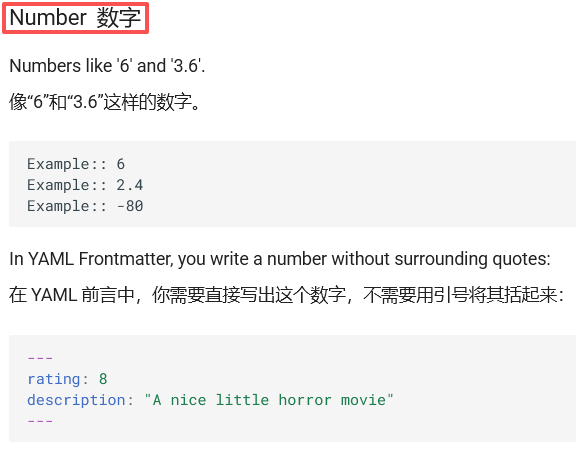 Number 数字
Numbers like '6' and '3.6'.
像“6”和“3.6”这样的数字。
Example:: 6
Example:: 2.4
Example:: -80
In YAML Frontmatter, you write a number without surrounding quotes:
在 YAML 前言中，你需要直接写出这个数字，不需要用引号将其括起来：
---
rating: 8
description: "A nice little horror movie"
---